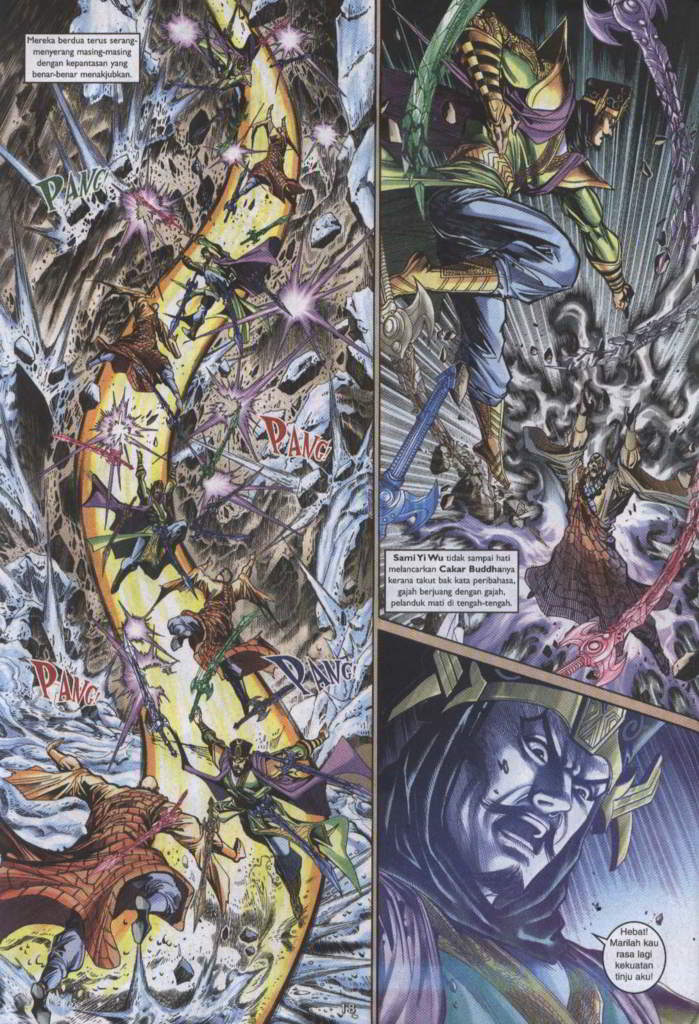 Mereka berdua terus serang-
menyerang masing-masing
dengan kepantasan yang
benar-benar menakjubkan.
PANG
PANG
PANG
PANG
Sami Yi Wu tidak sampai hati
melancarkan Cakar Buddhanya
kerana takut bak kata peribahasa,
gajah berjuang dengan gajah,
pelanduk mati di tengah-tengah.
Hebat!
Marilah kau
rasa lagi
kekuatan
tinju aku!
18